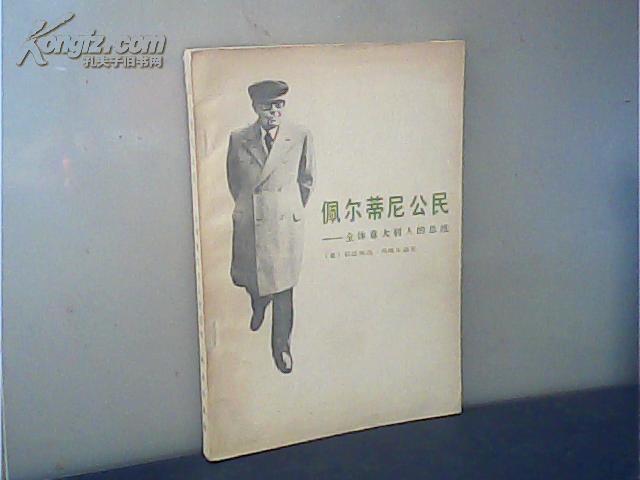 Kongfz.com
孔夫子旧书网
佩尔蒂尼公民
——全体意大利人的总统